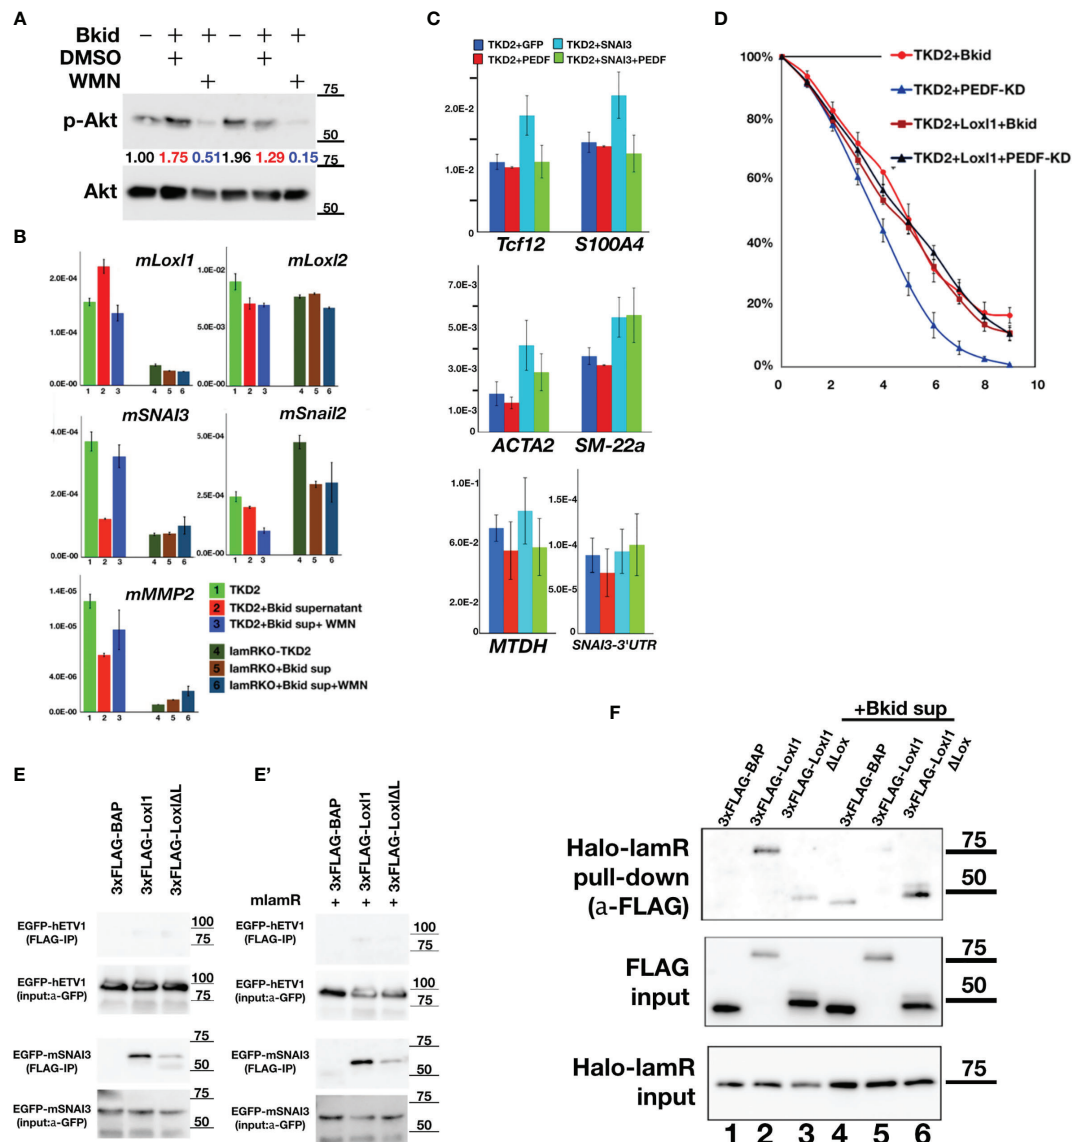 A
Bkid − + + − + +
DMSO + +
WMN + +
p-Akt
75
50
1.00 1.75 0.51 1.96 1.29 0.15 75
Akt
50
B
mLoxl1
2.0E-04
1.0E-04
0.0E-00
1 2 3 4 5 6
mLoxl2
1.0E-02
5.0E-03
0.0E-00
1 2 3 4 5 6
mSNAI3
4.0E-04
2.0E-04
0.0E-00
1 2 3 4 5 6
mSnail2
5.0E-04
2.5E-04
0.0E-00
1 2 3 4 5 6
mMMP2
1.4E-05
1.0E-05
4.0E-06
0.0E-00
1 2 3 4 5 6
1 TKD2
2 TKD2+Bkid supernatant
3 TKD2+Bkid sup+ WMN
4 lamRKO-TKD2
5 lamRKO+Bkid sup
6 lamRKO+Bkid sup+WMN
C
TKD2+GFP TKD2+SNAI3
TKD2+PEDF TKD2+SNAI3+PEDF
2.0E-2
1.0E-2
0
Tcf12 S100A4
7.0E-3
5.0E-3
3.0E-3
1.0E-3
0
ACTA2 SM-22a
1.0E-1
6.0E-2
2.0E-2
0
MTDH
1.5E-4
1.0E-4
5.0E-5
0
SNAI3-3'UTR
D
100%
80%
60%
40%
20%
0%
0 2 4 6 8 10
TKD2+Bkid
TKD2+PEDF-KD
TKD2+Loxl1+Bkid
TKD2+Loxl1+PEDF-KD
E
3xFLAG-BAP
3xFLAG-Loxl1
3xFLAG-LoxlΔL
EGFP-hETV1
(FLAG-IP)
100
75
EGFP-hETV1
(input:a-GFP)
100
75
EGFP-mSNAI3
(FLAG-IP)
75
50
EGFP-mSNAI3
(input:a-GFP)
75
50
E'
3xFLAG-BAP
3xFLAG-Loxl1
3xFLAG-LoxlΔL
mlamR + + +
EGFP-hETV1
(FLAG-IP)
100
75
EGFP-hETV1
(input:a-GFP)
100
75
EGFP-mSNAI3
(FLAG-IP)
75
50
EGFP-mSNAI3
(input:a-GFP)
75
50
F
+Bkid sup
3xFLAG-BAP
3xFLAG-Loxl1
3xFLAG-Loxl1
ΔLox
3xFLAG-BAP
3xFLAG-Loxl1
3xFLAG-Loxl1
ΔLox
Halo-lamR
pull-down
(a-FLAG)
75
50
FLAG
input
75
50
Halo-lamR
input
75
1 2 3 4 5 6